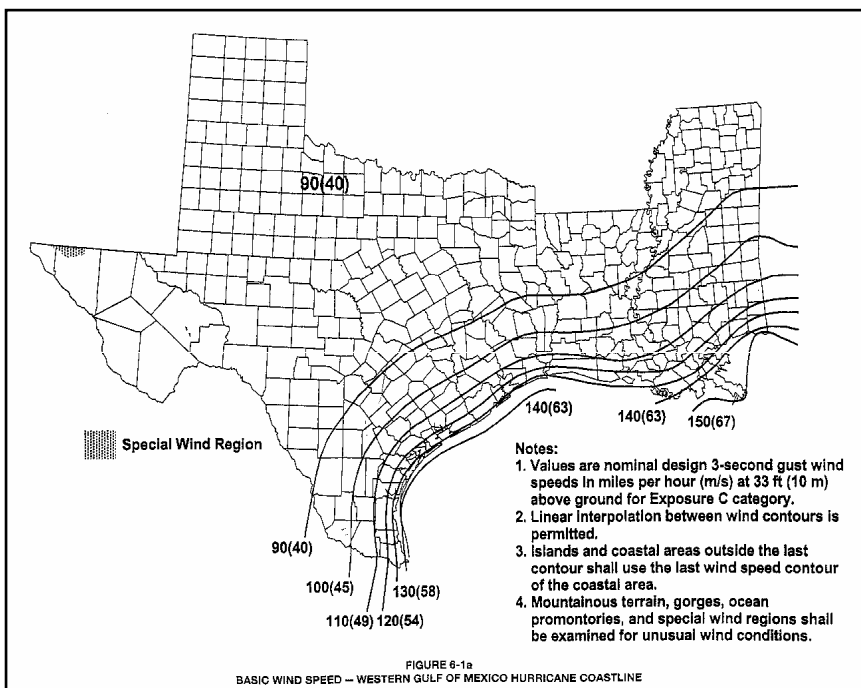 90(40)
140(63)
140(63)
150(67)
Special Wind Region
90(40)
100(45)
130(58)
110(49) 120(54)
Notes:
1. Values are nominal design 3-second gust wind
speeds in miles per hour (m/s) at 33 ft (10 m)
above ground for Exposure C category.
2. Linear interpolation between wind contours is
permitted.
3. Islands and coastal areas outside the last
contour shall use the last wind speed contour
of the coastal area.
4. Mountainous terrain, gorges, ocean
promontories, and special wind regions shall
be examined for unusual wind conditions.
FIGURE 6-1a
BASIC WIND SPEED – WESTERN GULF OF MEXICO HURRICANE COASTLINE